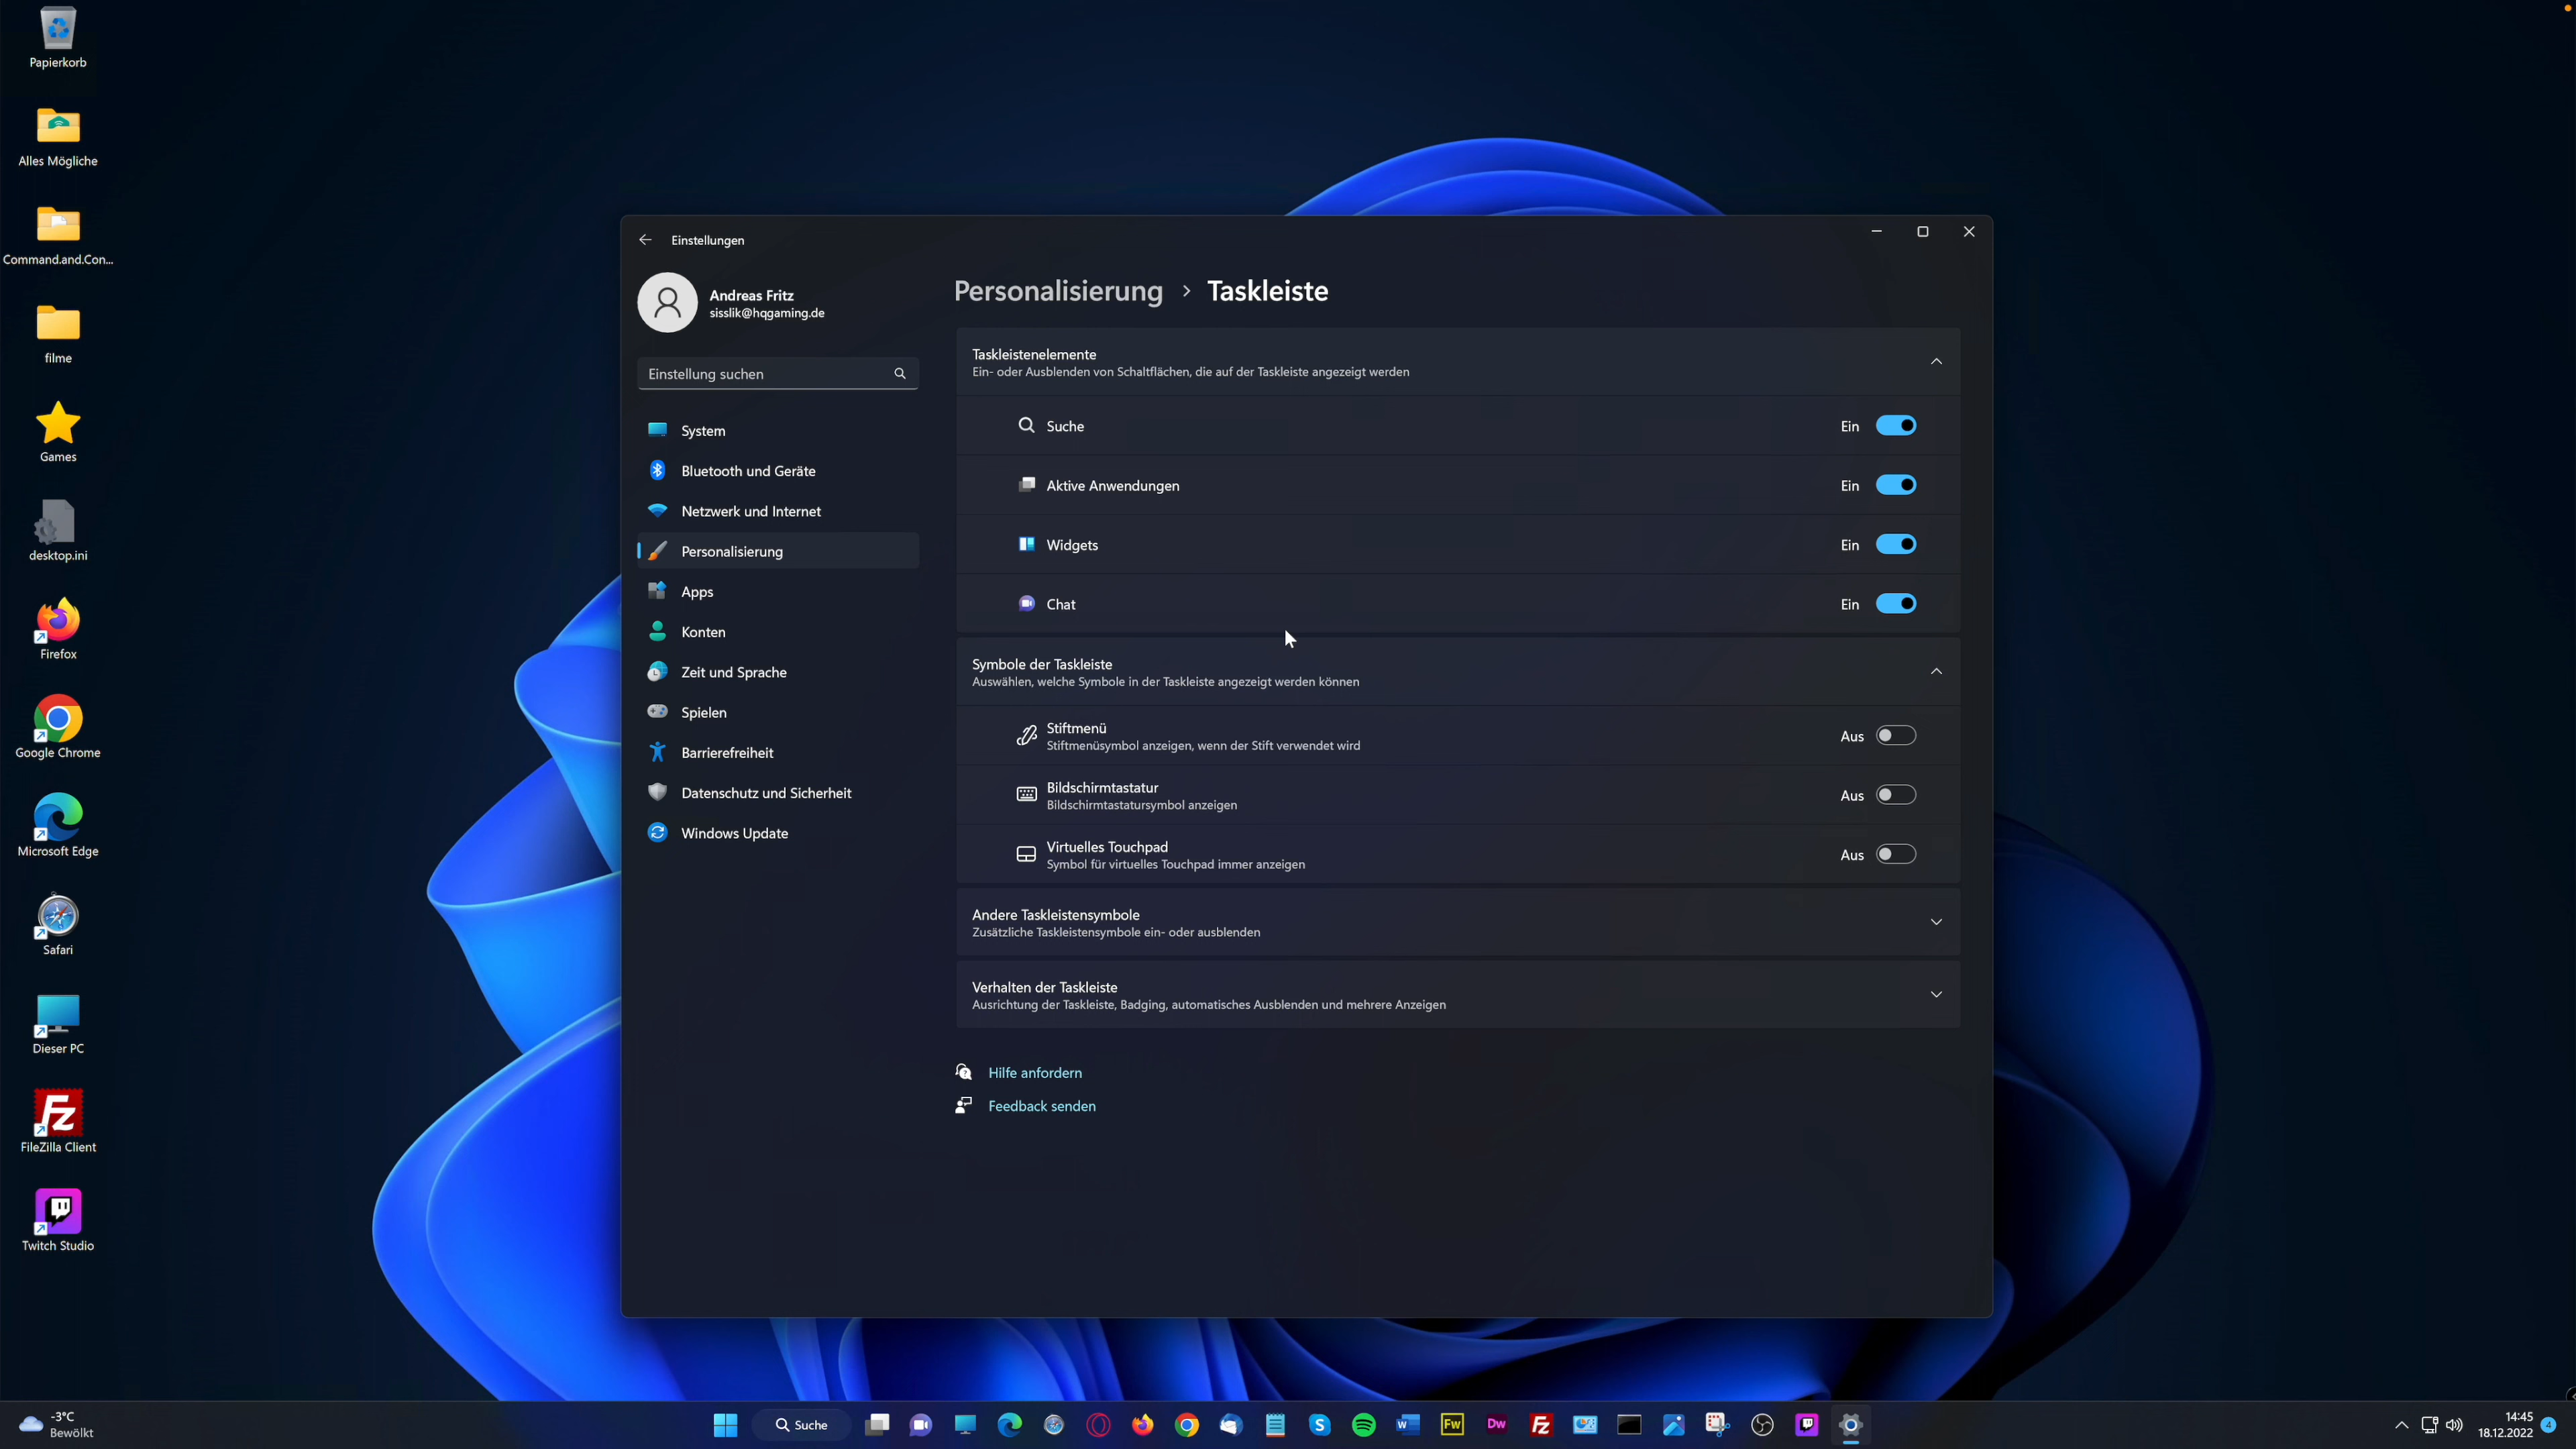 Papierkorb
Alles Mögliche
Command.and.Con...
filme
Games
desktop.ini
Firefox
Google Chrome
Microsoft Edge
Safari
Dieser PC
FileZilla Client
Twitch Studio
Einstellungen
Andreas Fritz
sisslik@hqgaming.de
Einstellung suchen
System
Bluetooth und Geräte
Netzwerk und Internet
Personalisierung
Apps
Konten
Zeit und Sprache
Spielen
Barrierefreiheit
Datenschutz und Sicherheit
Windows Update
Personalisierung › Taskleiste
Taskleistenelemente
Ein- oder Ausblenden von Schaltflächen, die auf der Taskleiste angezeigt werden
Suche Ein
Aktive Anwendungen Ein
Widgets Ein
Chat Ein
Symbole der Taskleiste
Auswählen, welche Symbole in der Taskleiste angezeigt werden können
Stiftmenü
Stiftmenüsymbol anzeigen, wenn der Stift verwendet wird
Aus
Bildschirmtastatur
Bildschirmtastatursymbol anzeigen
Aus
Virtuelles Touchpad
Symbol für virtuelles Touchpad immer anzeigen
Aus
Andere Taskleistensymbole
Zusätzliche Taskleistensymbole ein- oder ausblenden
Verhalten der Taskleiste
Ausrichtung der Taskleiste, Badging, automatisches Ausblenden und mehrere Anzeigen
Hilfe anfordern
Feedback senden
-3°C
Bewölkt
Suche
Fw
Dw
14:45
18.12.2022
4